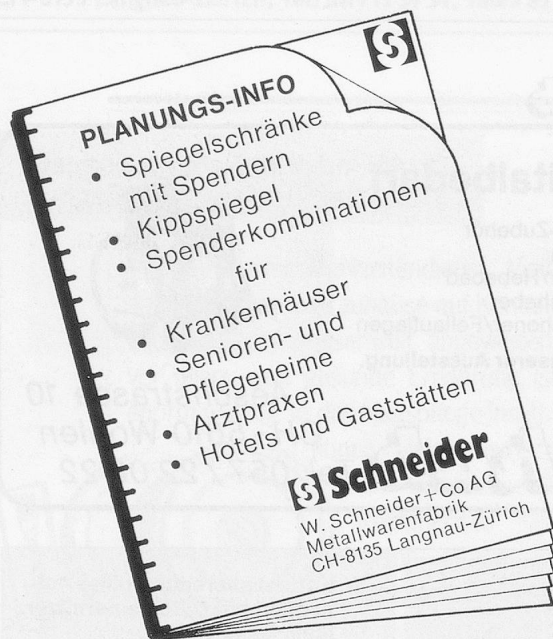 PLANUNGS-INFO
• Spiegelschränke
mit Spendern
Kippspiegel
• Spenderkombinationen
für
• Krankenhäuser
• Senioren- und
Pflegeheime
• Arztpraxen
• Hotels und Gaststätten
S Schneider
W. Schneider+Co AG
Metallwarenfabrik
CH-8135 Langnau-Zürich